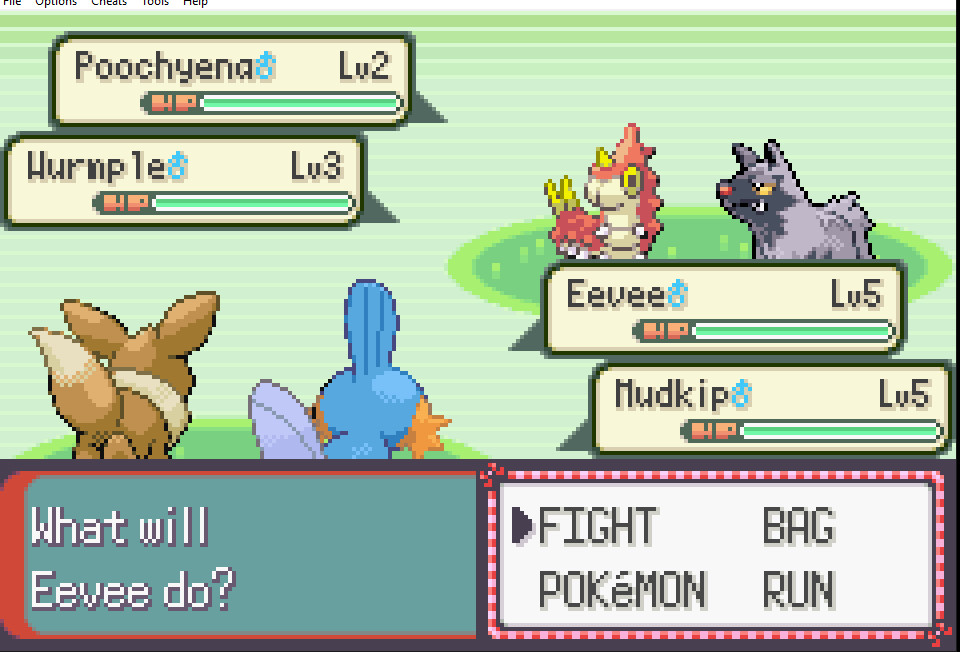 File Options Cheats Tools Help
Poochyena♂ Lv2
HP
Wurmple♂ Lv3
HP
Eevee♂ Lv5
HP
Mudkip♂ Lv5
HP
What will
Eevee do?
FIGHT BAG
POKéMON RUN